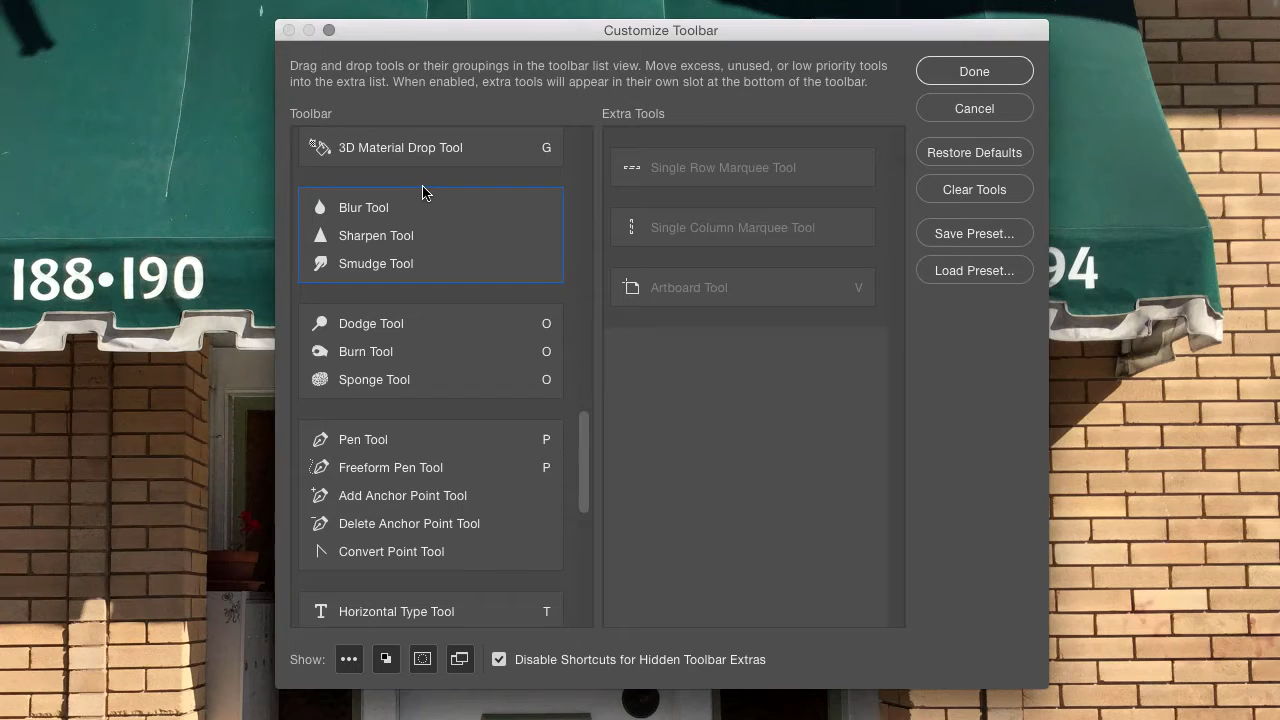 Customize Toolbar
Drag and drop tools or their groupings in the toolbar list view. Move excess, unused, or low priority tools
into the extra list. When enabled, extra tools will appear in their own slot at the bottom of the toolbar.
Done
Cancel
Restore Defaults
Clear Tools
Save Preset...
Load Preset...
Toolbar
3D Material Drop Tool G
Blur Tool
Sharpen Tool
Smudge Tool
Dodge Tool O
Burn Tool O
Sponge Tool O
Pen Tool P
Freeform Pen Tool P
Add Anchor Point Tool
Delete Anchor Point Tool
Convert Point Tool
Horizontal Type Tool T
Extra Tools
Single Row Marquee Tool
Single Column Marquee Tool
Artboard Tool V
Show:
Disable Shortcuts for Hidden Toolbar Extras
188•190
94